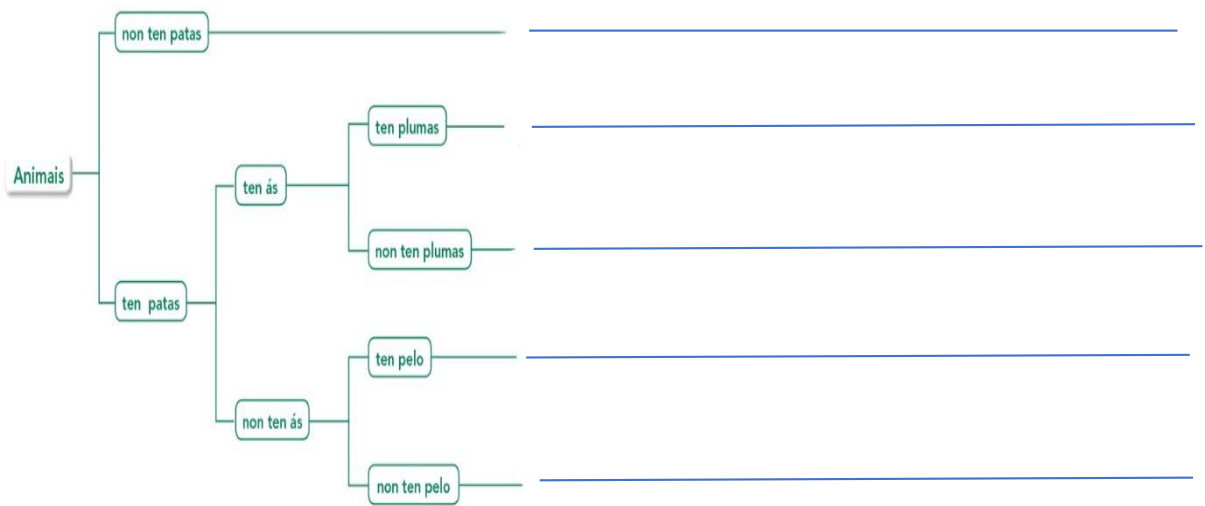 non ten patas
ten plumas
Animais
ten ás
non ten plumas
ten patas
ten pelo
non ten ás
non ten pelo